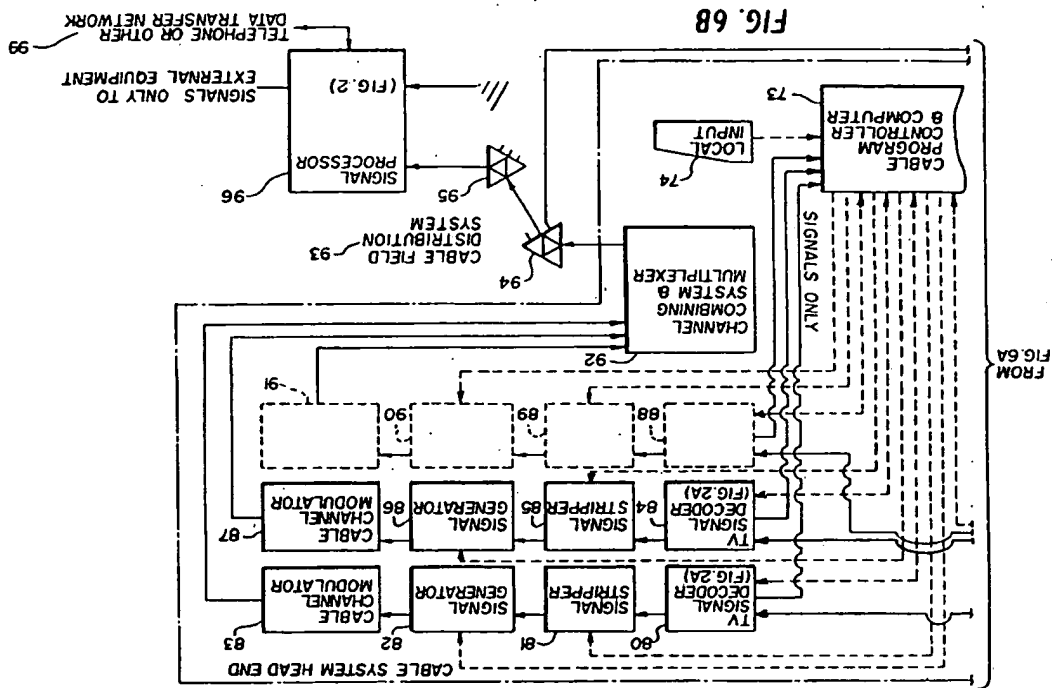 CABLE SYSTEM HEAD END
80
TV
SIGNAL
DECODER
(FIG.2A)
81
SIGNAL
STRIPPER
82
SIGNAL
GENERATOR
83
CABLE
CHANNEL
MODULATOR
84
TV
SIGNAL
DECODER
(FIG.2A)
85
SIGNAL
STRIPPER
86
SIGNAL
GENERATOR
87
CABLE
CHANNEL
MODULATOR
88
89
90
91
FROM
FIG.6A
SIGNALS ONLY
92
CHANNEL
COMBINING
SYSTEM &
MULTIPLEXER
73
CABLE
PROGRAM
CONTROLLER
& COMPUTER
74
LOCAL
INPUT
94
CABLE FIELD
DISTRIBUTION
SYSTEM
93
95
96
SIGNAL
PROCESSOR
(FIG.2)
SIGNALS ONLY TO
EXTERNAL EQUIPMENT
TELEPHONE OR OTHER
DATA TRANSFER NETWORK
99
FIG. 6B